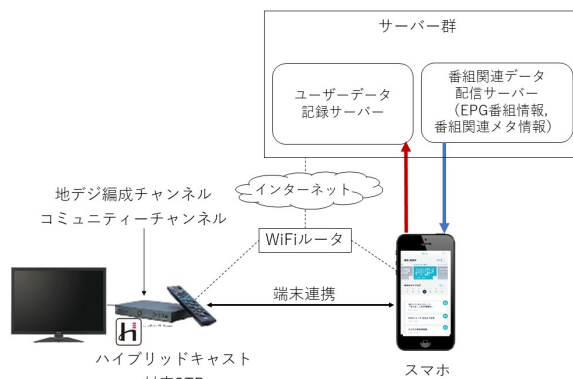 サーバー群
ユーザーデータ
記録サーバー
番組関連データ
配信サーバー
(EPG番組情報,
番組関連メタ情報)
インターネット
地デジ編成チャンネル
コミュニティーチャンネル
WiFiルータ
端末連携
ハイブリッドキャスト
対応STB
スマホ